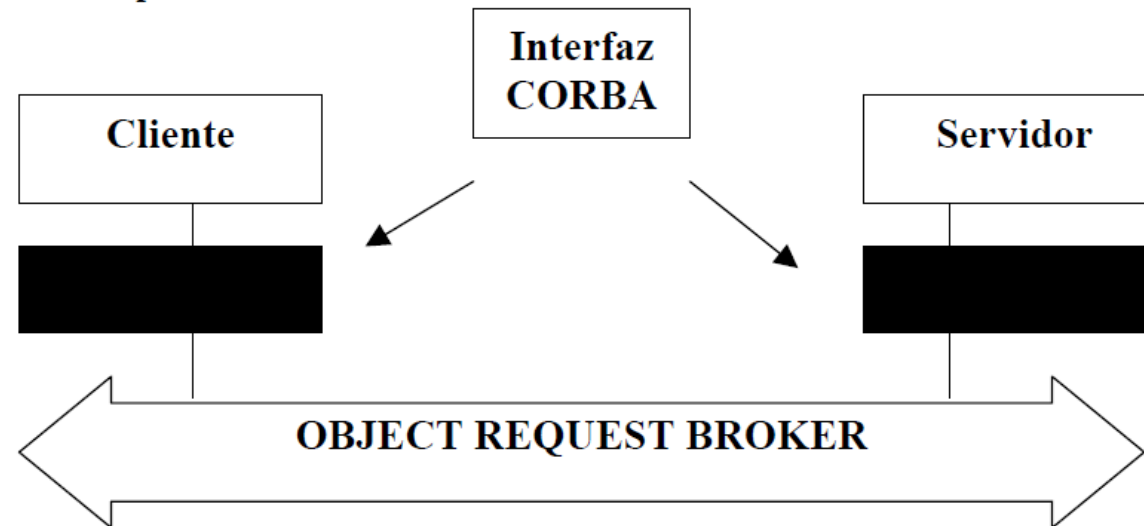 Interfaz
CORBA
Cliente
Servidor
OBJECT REQUEST BROKER